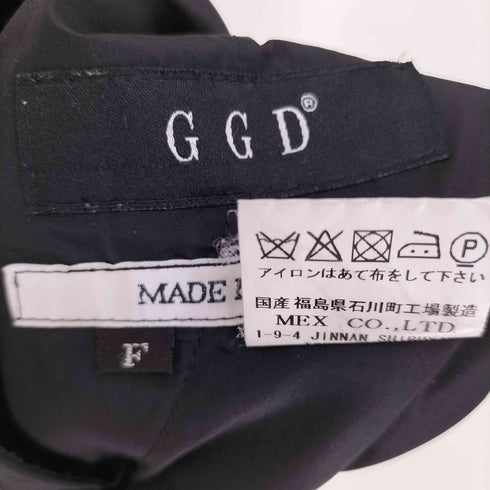 GGD®
アイロンはあて布をして下さい
国産 福島県石川町工場製造
MEX CO.,LTD
1-9-4 JINNAN
MADE
F
P